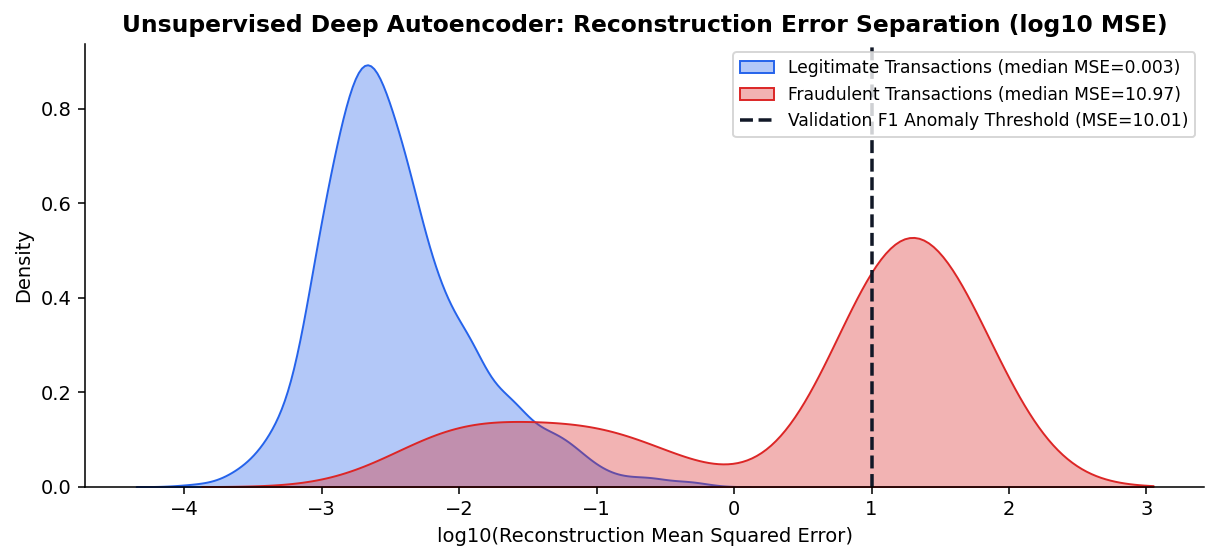 Unsupervised Deep Autoencoder: Reconstruction Error Separation (log10 MSE)
Legitimate Transactions (median MSE=0.003)
Fraudulent Transactions (median MSE=10.97)
Validation F1 Anomaly Threshold (MSE=10.01)
Density
0.8
0.6
0.4
0.2
0.0
−4 −3 −2 −1 0 1 2 3
log10(Reconstruction Mean Squared Error)